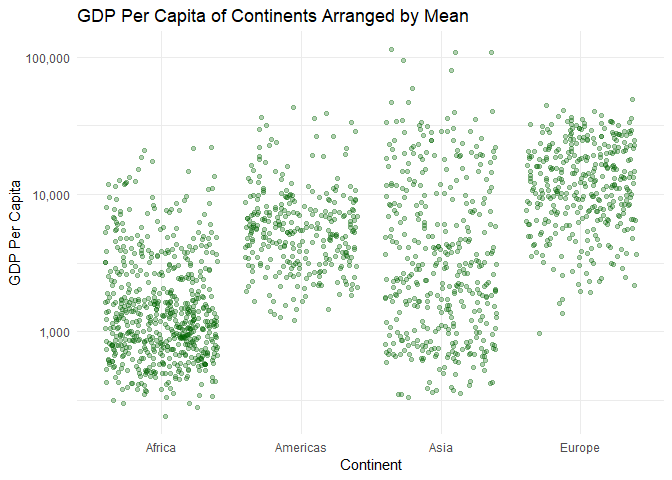 GDP Per Capita of Continents Arranged by Mean
100,000
10,000
1,000
GDP Per Capita
Africa Americas Asia Europe
Continent